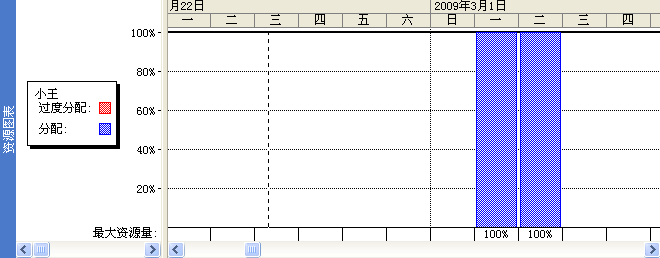 月22日
2009年3月1日
一 二 三 四 五 六 日 一 二 三 四
资源图表
小王
过度分配:
分配:
100%
80%
60%
40%
20%
最大资源量:
100% 100%